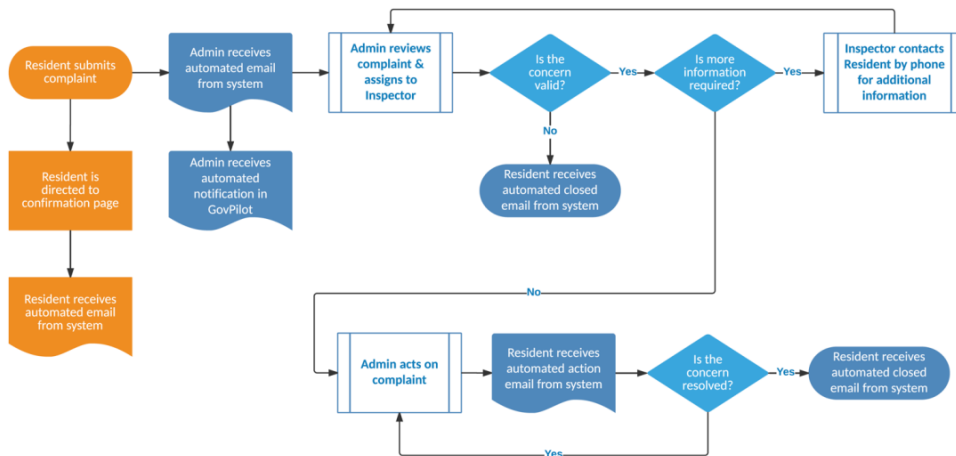 Resident submits
complaint
Admin receives
automated email
from system
Admin reviews
complaint &
assigns to
Inspector
Is the
concern
valid?
Yes
Is more
information
required?
Yes
Inspector contacts
Resident by phone
for additional
information
No
Resident is
directed to
confirmation page
Admin receives
automated
notification in
GovPilot
Resident receives
automated closed
email from system
Resident receives
automated email
from system
No
Admin acts on
complaint
Resident receives
automated action
email from system
Is the
concern
resolved?
Yes
Resident receives
automated closed
email from system
Yes